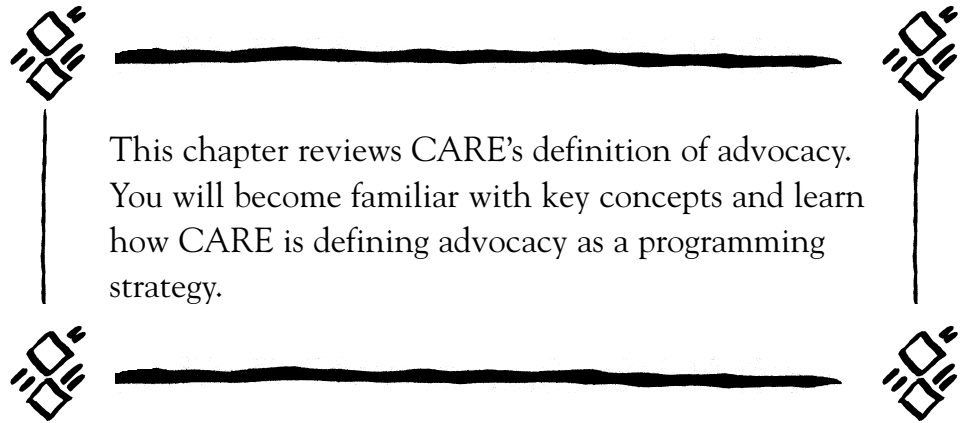 This chapter reviews CARE’s definition of advocacy.
You will become familiar with key concepts and learn
how CARE is defining advocacy as a programming
strategy.